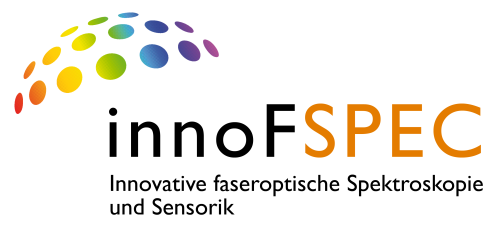 innoFSPEC
Innovative faseroptische Spektroskopie
und Sensorik